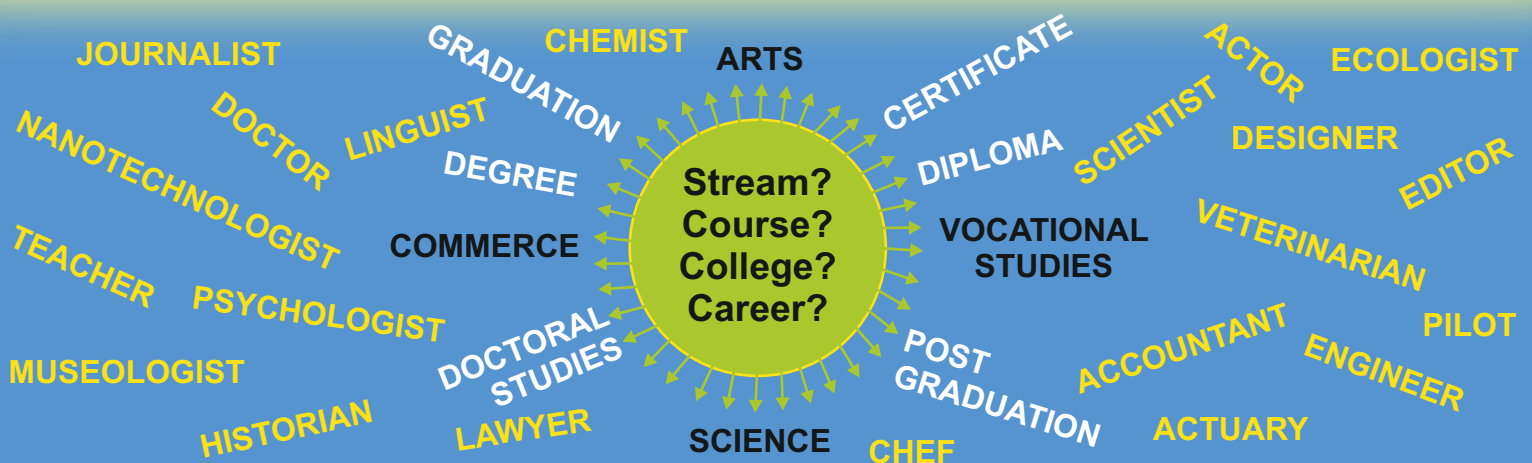 JOURNALIST
GRADUATION
CHEMIST
ARTS
CERTIFICATE
ACTOR
ECOLOGIST
NANOTECHNOLOGIST
DOCTOR
LINGUIST
DEGREE
DIPLOMA
SCIENTIST
DESIGNER
EDITOR
Stream?
Course?
College?
Career?
TEACHER
COMMERCE
VOCATIONAL
STUDIES
VETERINARIAN
PSYCHOLOGIST
DOCTORAL
STUDIES
POST
GRADUATION
ACCOUNTANT
ENGINEER
PILOT
MUSEOLOGIST
HISTORIAN
LAWYER
SCIENCE
CHEF
ACTUARY